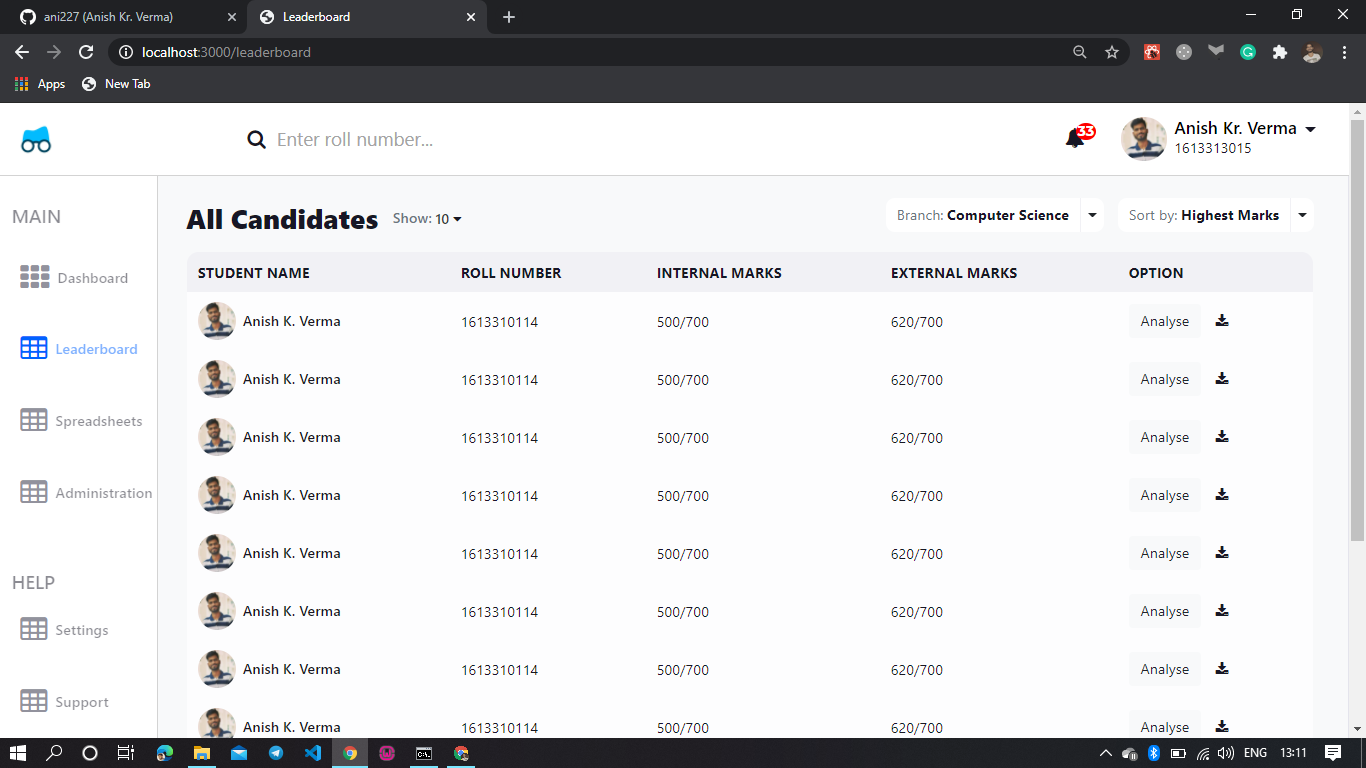 ani227 (Anish Kr. Verma)
Leaderboard
localhost:3000/leaderboard
Apps
New Tab
Enter roll number...
33
Anish Kr. Verma
1613313015
MAIN
Dashboard
Leaderboard
Spreadsheets
Administration
HELP
Settings
Support
All Candidates
Show: 10
Branch: Computer Science
Sort by: Highest Marks
STUDENT NAME ROLL NUMBER INTERNAL MARKS EXTERNAL MARKS OPTION
Anish K. Verma 1613310114 500/700 620/700 Analyse
Anish K. Verma 1613310114 500/700 620/700 Analyse
Anish K. Verma 1613310114 500/700 620/700 Analyse
Anish K. Verma 1613310114 500/700 620/700 Analyse
Anish K. Verma 1613310114 500/700 620/700 Analyse
Anish K. Verma 1613310114 500/700 620/700 Analyse
Anish K. Verma 1613310114 500/700 620/700 Analyse
Anish K. Verma 1613310114 500/700 620/700 Analyse
ENG 13:11